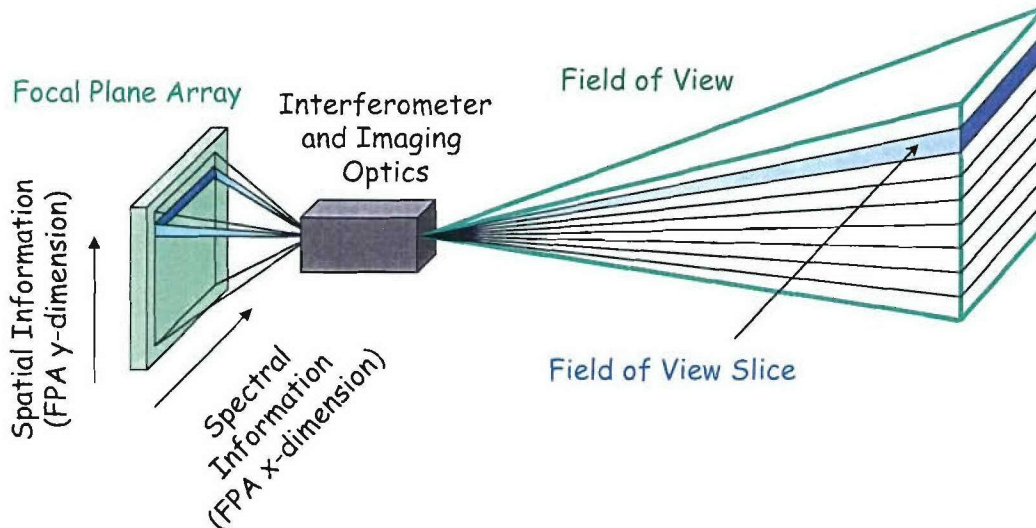 Focal Plane Array
Interferometer
and Imaging
Optics
Field of View
Spatial Information
(FPA y-dimension)
Spectral
Information
(FPA x-dimension)
Field of View Slice